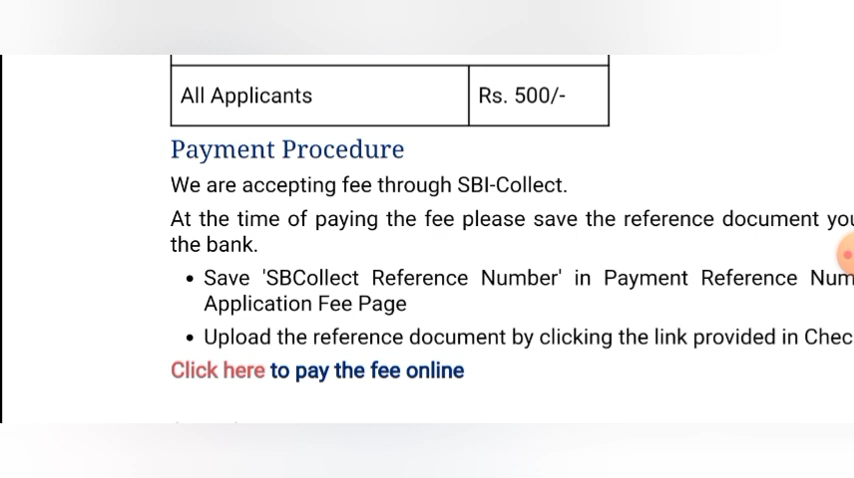 All Applicants Rs. 500/-
Payment Procedure
We are accepting fee through SBI-Collect.
At the time of paying the fee please save the reference document
the bank.
• Save 'SBCollect Reference Number' in Payment Reference
Application Fee Page
• Upload the reference document by clicking the link provided in
Click here to pay the fee online